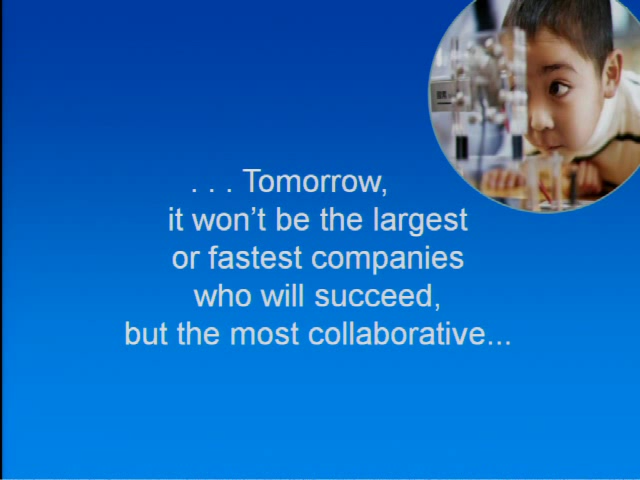 . . . Tomorrow,
it won't be the largest
or fastest companies
who will succeed,
but the most collaborative...